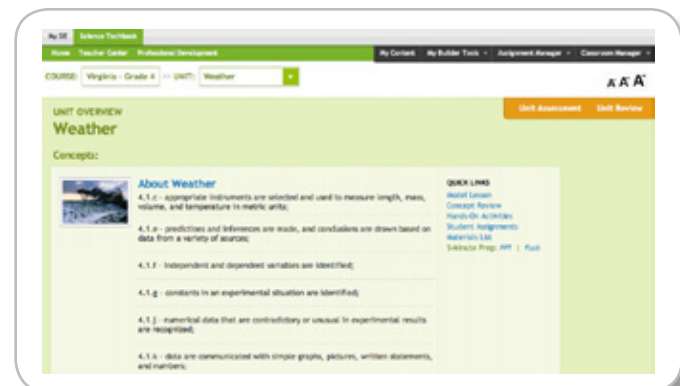 My DE Science Techbook
Home Teacher Center Professional Development My Content My Builder Tools Assignment Manager Classroom Manager
COURSE: Virginia - Grade 4 UNIT: Weather
A A A
UNIT OVERVIEW
Weather
Unit Assessment Unit Review
Concepts:
About Weather
4.1.c - appropriate instruments are selected and used to measure length, mass,
volume, and temperature in metric units;
4.1.e - predictions and inferences are made, and conclusions are drawn based on
data from a variety of sources;
4.1.f - independent and dependent variables are identified;
4.1.g - constants in an experimental situation are identified;
4.1.j - numerical data that are contradictory or unusual in experimental results
are recognized;
4.1.k - data are communicated with simple graphs, pictures, written statements,
and numbers;
QUICK LINKS
Model Lesson
Concept Review
Hands-On Activities
Student Assignments
Materials List
5-Minute Prep: PPT | Flash